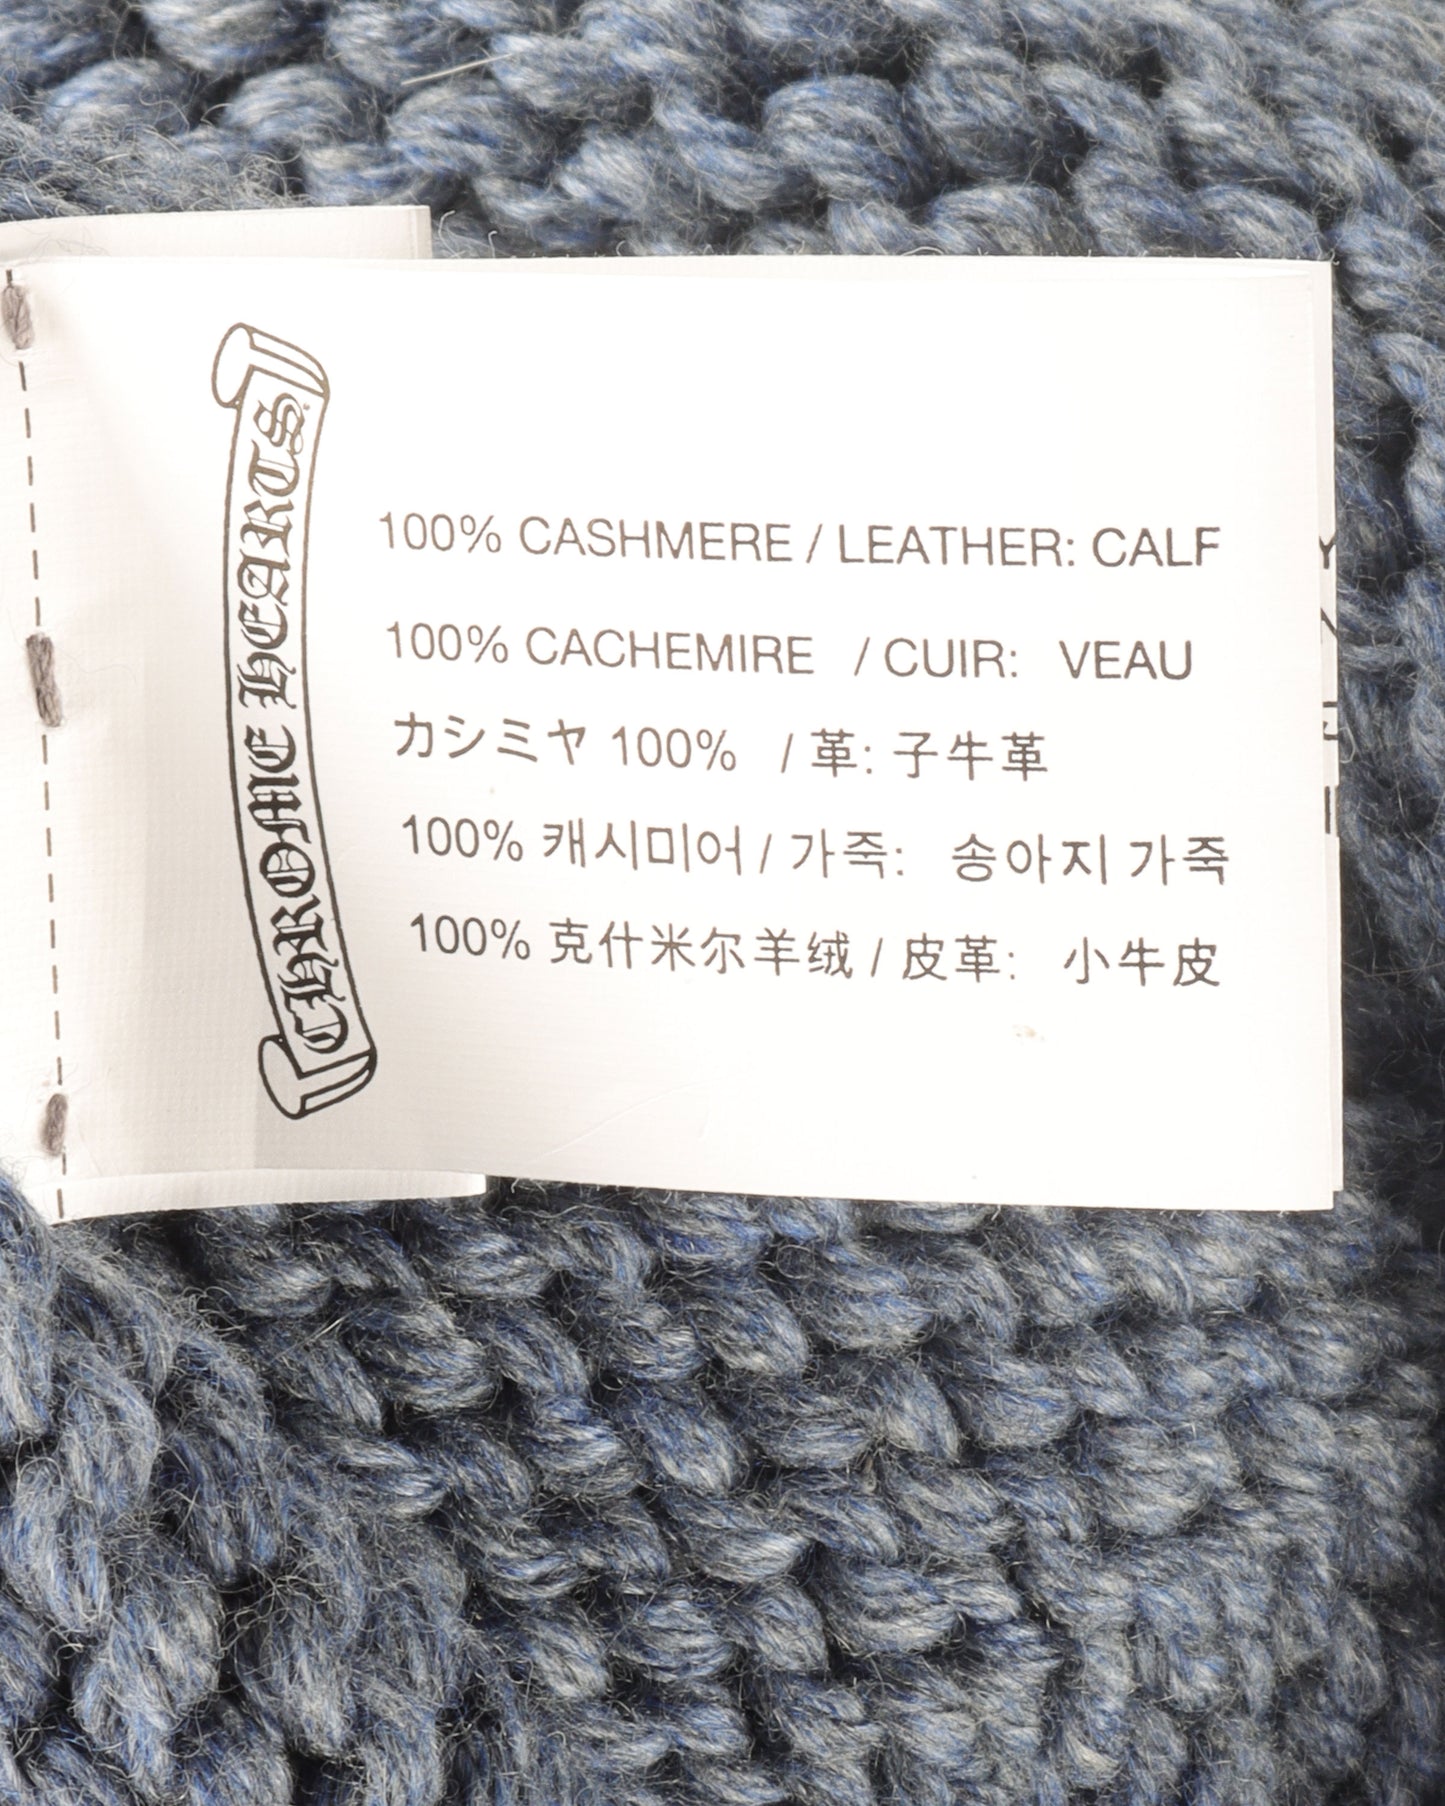 CHROME HEARTS
100% CASHMERE / LEATHER: CALF
100% CACHEMIRE / CUIR: VEAU
カシミヤ 100% / 革: 子牛革
100% 캐시미어 / 가죽: 송아지 가죽
100% 克什米尔羊绒 / 皮革: 小牛皮